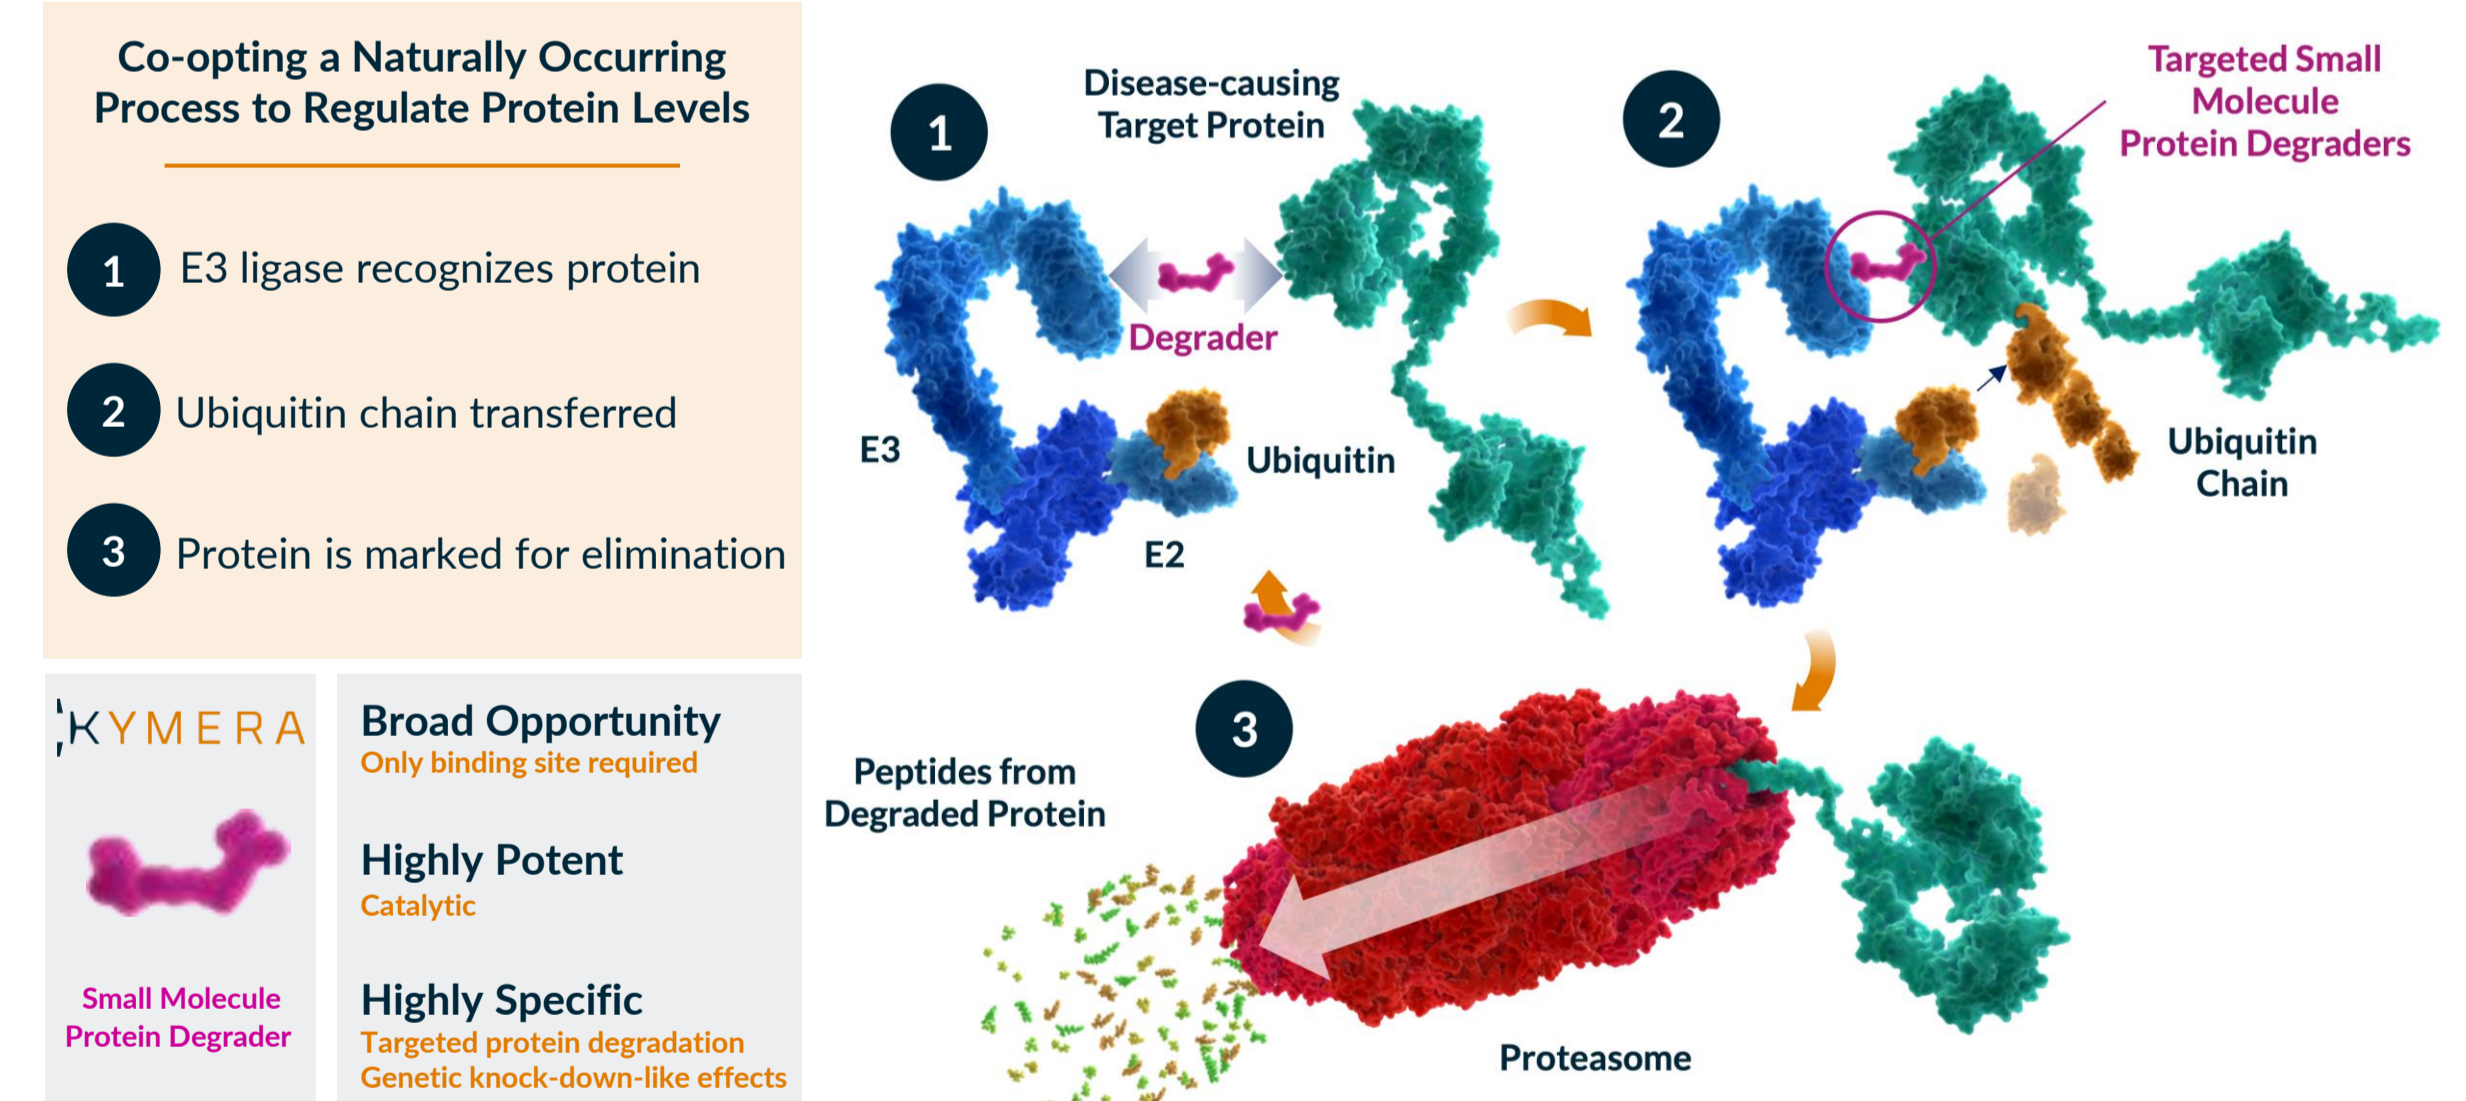 Co-opting a Naturally Occurring
Process to Regulate Protein Levels
1 E3 ligase recognizes protein
2 Ubiquitin chain transferred
3 Protein is marked for elimination
KYMERA
Small Molecule
Protein Degrader
Broad Opportunity
Only binding site required
Highly Potent
Catalytic
Highly Specific
Targeted protein degradation
Genetic knock-down-like effects
1
Disease-causing
Target Protein
Degrader
E3
Ubiquitin
E2
2
Targeted Small
Molecule
Protein Degraders
Ubiquitin
Chain
3
Peptides from
Degraded Protein
Proteasome